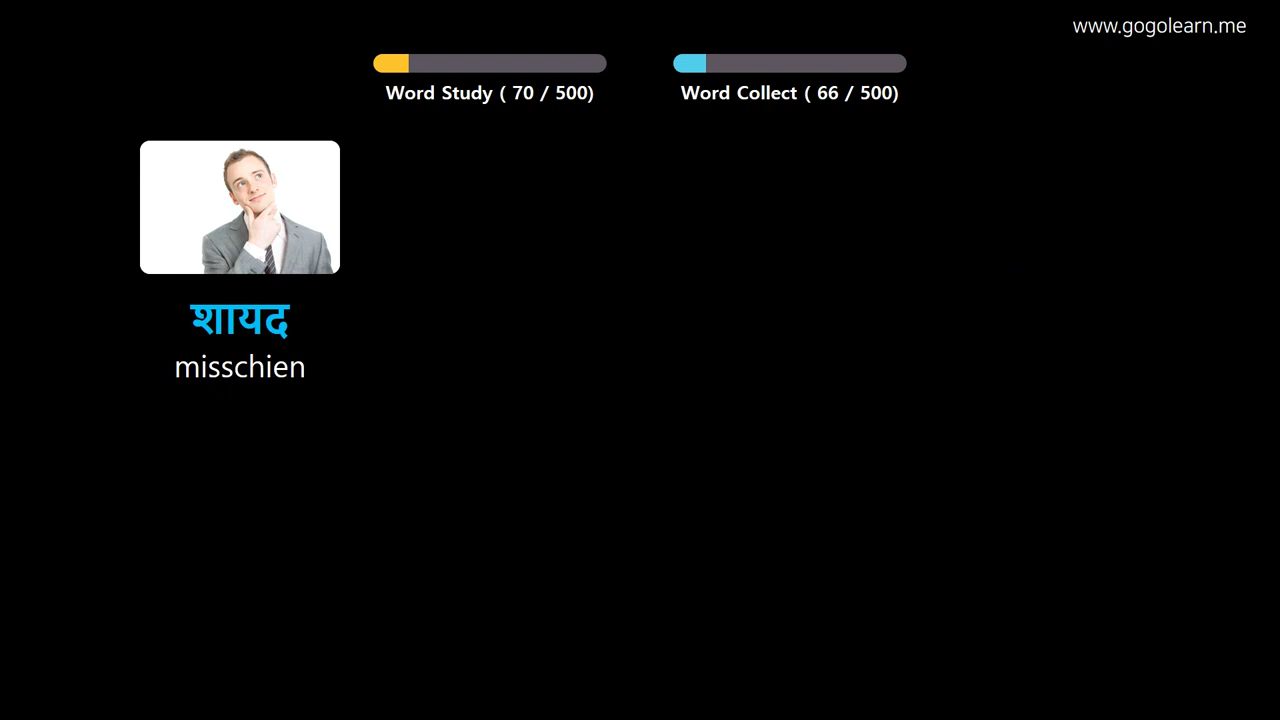 www.gogolearn.me
Word Study ( 70 / 500)
Word Collect ( 66 / 500)
शायद
misschien